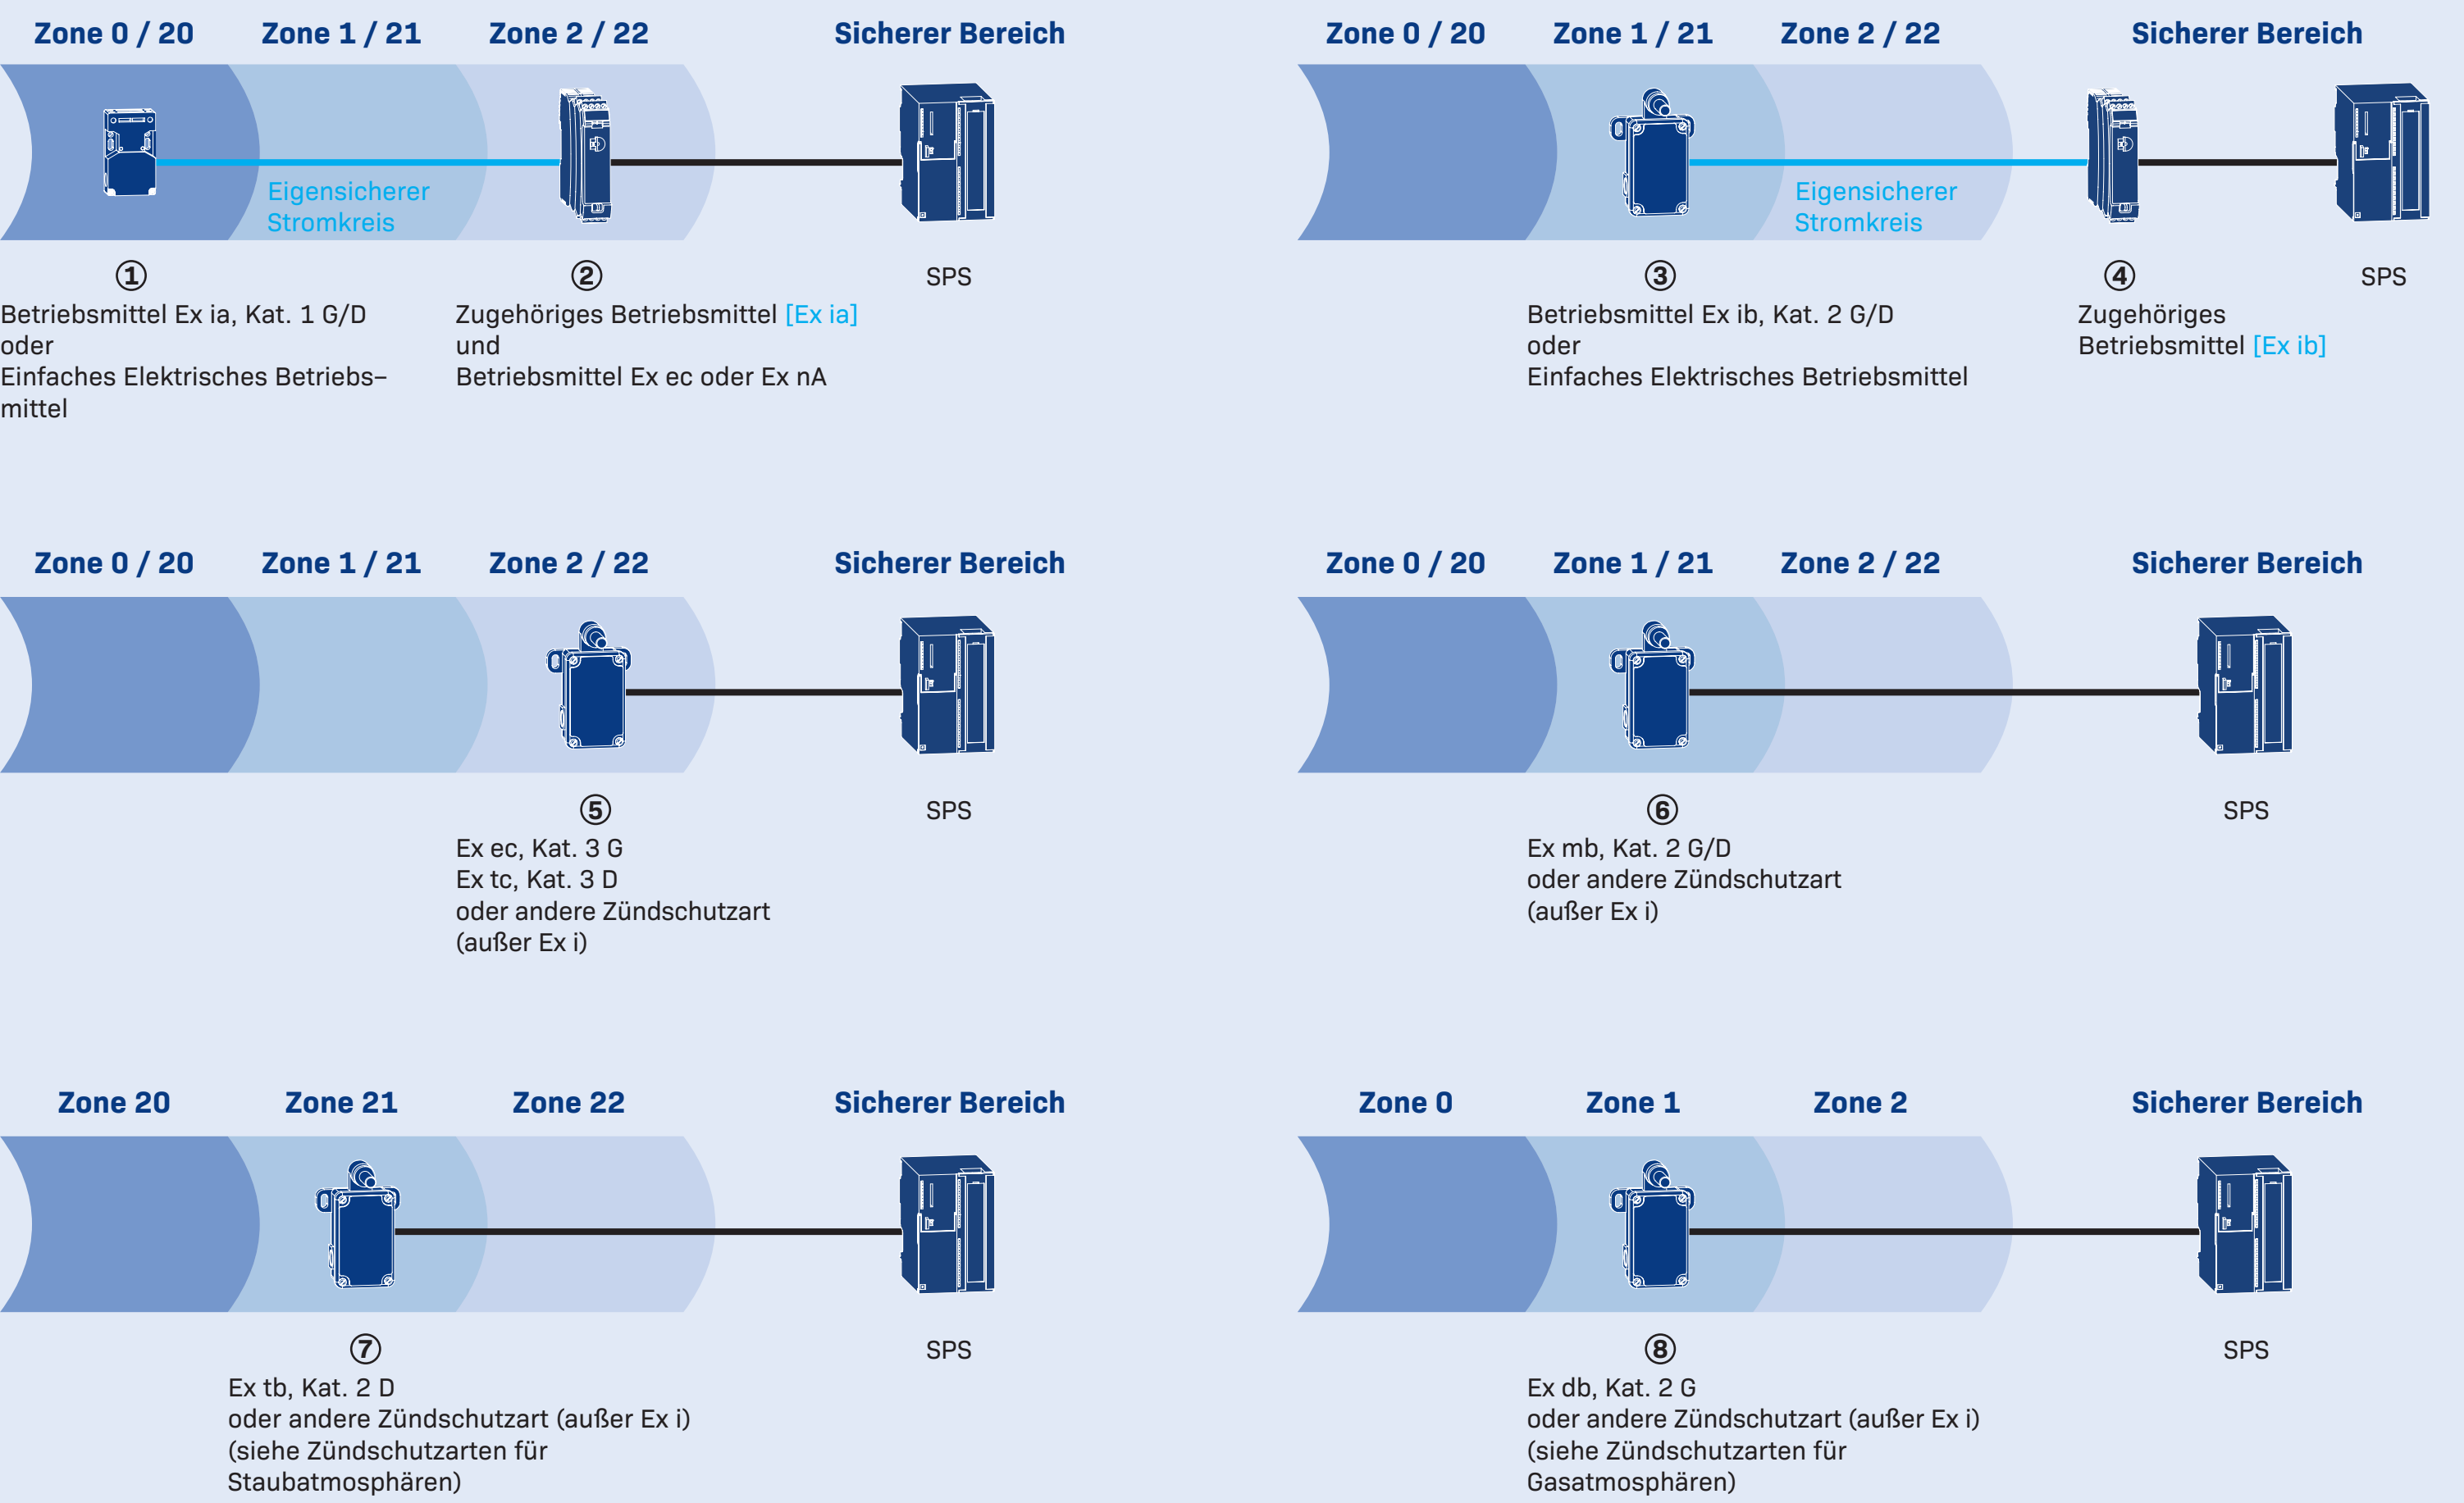 Zone 0 / 20 Zone 1 / 21 Zone 2 / 22 Sicherer Bereich
Eigensicherer
Stromkreis
① ② SPS
Betriebsmittel Ex ia, Kat. 1 G/D
oder
Einfaches Elektrisches Betriebs–
mittel
Zugehöriges Betriebsmittel [Ex ia]
und
Betriebsmittel Ex ec oder Ex nA
Zone 0 / 20 Zone 1 / 21 Zone 2 / 22 Sicherer Bereich
Eigensicherer
Stromkreis
③ ④ SPS
Betriebsmittel Ex ib, Kat. 2 G/D
oder
Einfaches Elektrisches Betriebsmittel
Zugehöriges
Betriebsmittel [Ex ib]
Zone 0 / 20 Zone 1 / 21 Zone 2 / 22 Sicherer Bereich
⑤ SPS
Ex ec, Kat. 3 G
Ex tc, Kat. 3 D
oder andere Zündschutzart
(außer Ex i)
Zone 0 / 20 Zone 1 / 21 Zone 2 / 22 Sicherer Bereich
⑥ SPS
Ex mb, Kat. 2 G/D
oder andere Zündschutzart
(außer Ex i)
Zone 20 Zone 21 Zone 22 Sicherer Bereich
⑦ SPS
Ex tb, Kat. 2 D
oder andere Zündschutzart (außer Ex i)
(siehe Zündschutzarten für
Staubatmosphären)
Zone 0 Zone 1 Zone 2 Sicherer Bereich
⑧ SPS
Ex db, Kat. 2 G
oder andere Zündschutzart (außer Ex i)
(siehe Zündschutzarten für
Gasatmosphären)